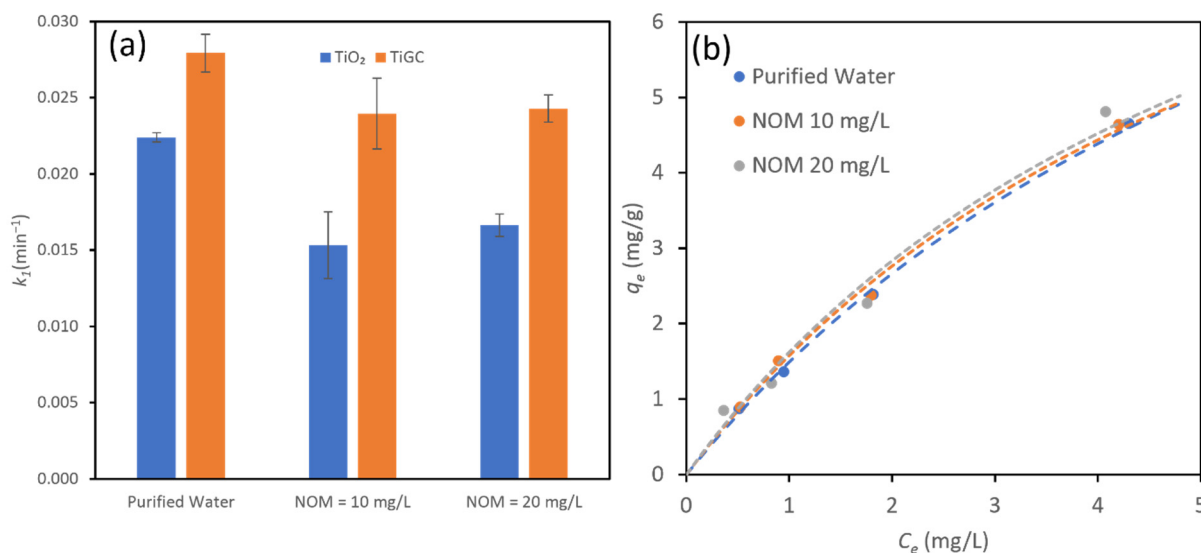 (a)
TiO₂ TiGC
k₁(min⁻¹)
0.030
0.025
0.020
0.015
0.010
0.005
0.000
Purified Water NOM = 10 mg/L NOM = 20 mg/L
(b)
Purified Water
NOM 10 mg/L
NOM 20 mg/L
qₑ (mg/g)
6
5
4
3
2
1
0
0 1 2 3 4 5
Cₑ (mg/L)